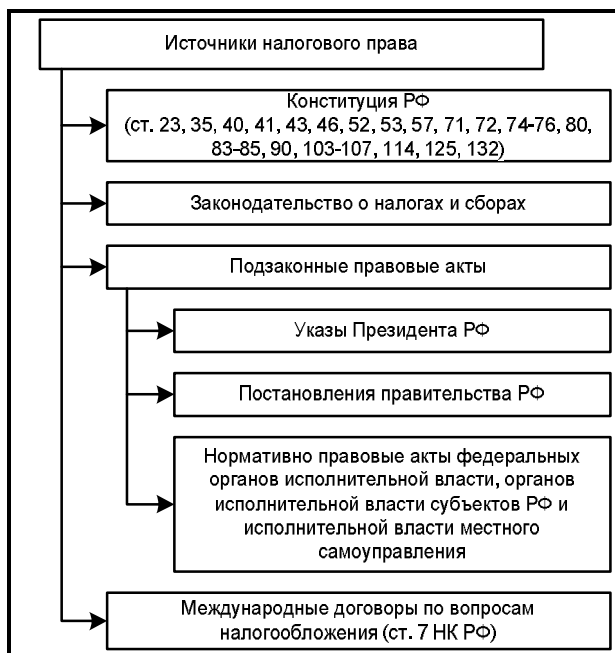 Источники налогового права
Конституция РФ
(ст. 23, 35, 40, 41, 43, 46, 52, 53, 57, 71, 72, 74-76, 80,
83-85, 90, 103-107, 114, 125, 132)
Законодательство о налогах и сборах
Подзаконные правовые акты
Указы Президента РФ
Постановления правительства РФ
Нормативно правовые акты федеральных
органов исполнительной власти, органов
исполнительной власти субъектов РФ и
исполнительной власти местного
самоуправления
Международные договоры по вопросам
налогообложения (ст. 7 НК РФ)